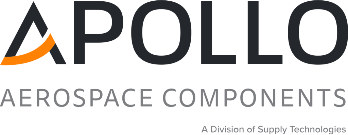 APOLLO
AEROSPACE COMPONENTS
A Division of Supply Technologies